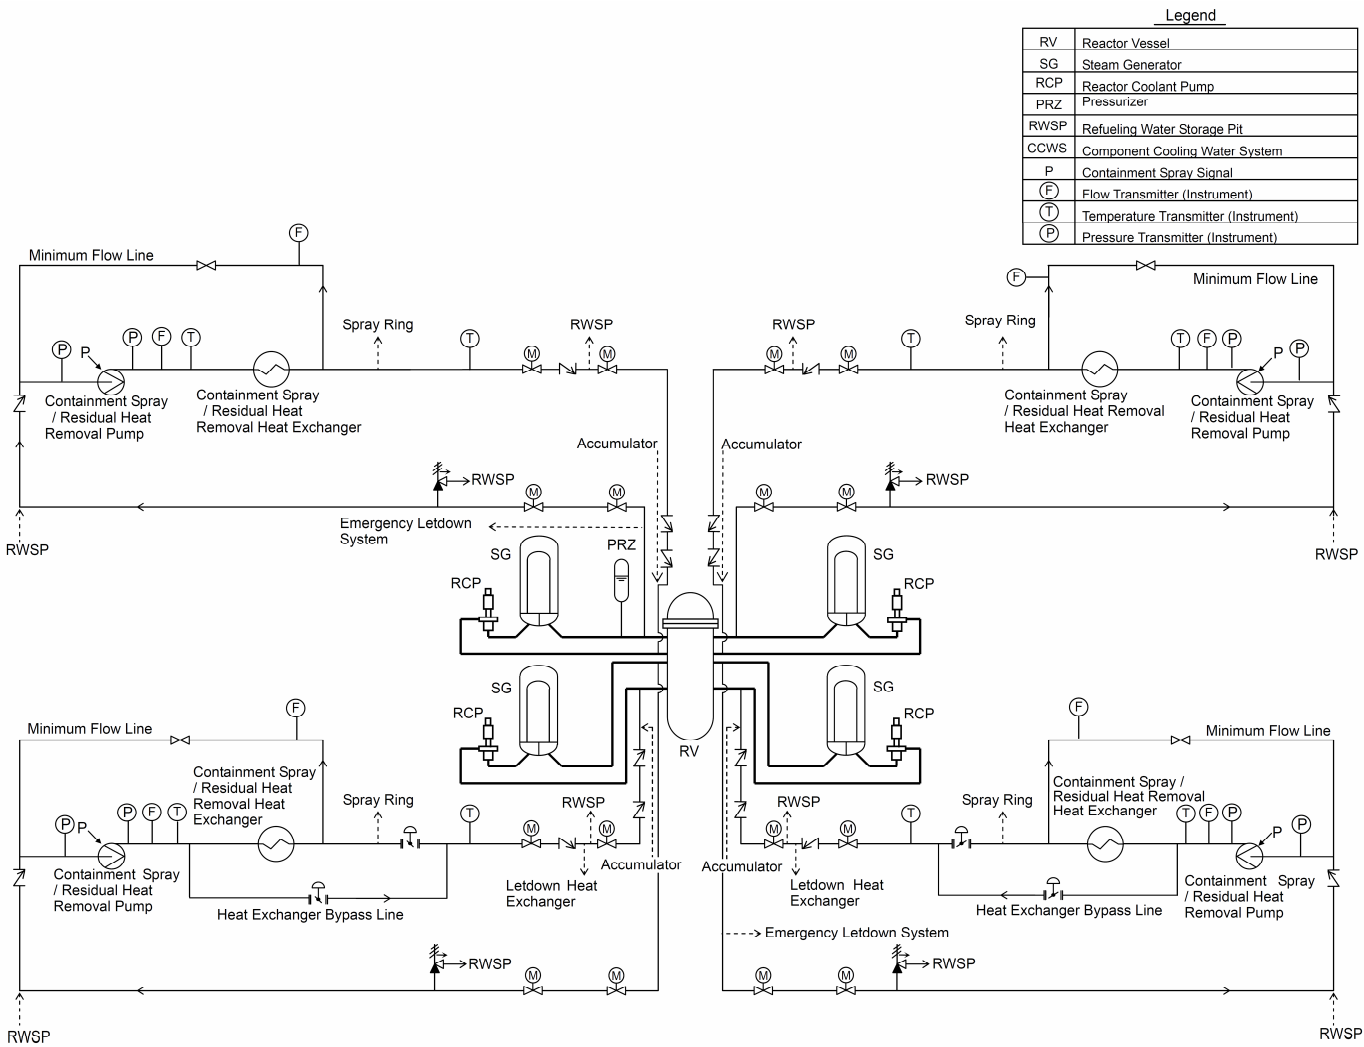 Legend
RV Reactor Vessel
SG Steam Generator
RCP Reactor Coolant Pump
PRZ Pressurizer
RWSP Refueling Water Storage Pit
CCWS Component Cooling Water System
P Containment Spray Signal
F Flow Transmitter (Instrument)
T Temperature Transmitter (Instrument)
P Pressure Transmitter (Instrument)
F
Minimum Flow Line
F
Minimum Flow Line
Spray Ring
RWSP
RWSP
Spray Ring
P P P F T
T
M M
M M
T
T F P P P
Containment Spray
/ Residual Heat
Removal Pump
Containment Spray
/ Residual Heat
Removal Heat Exchanger
Containment Spray
/ Residual Heat Removal
Heat Exchanger
Containment Spray
/ Residual Heat
Removal Pump
Accumulator
Accumulator
RWSP
M M
M M
RWSP
RWSP
Emergency Letdown
System
RWSP
SG
PRZ
SG
RCP
RCP
SG
SG
RCP
RCP
RV
F
Minimum Flow Line
F
Minimum Flow Line
Containment Spray
/ Residual Heat
Removal Heat
Exchanger
Containment Spray /
Residual Heat Removal
Heat Exchanger
Spray Ring
RWSP
RWSP
Spray Ring
P P P F T
T
M M
M M
T
T F P P P
Accumulator
Accumulator
Containment Spray
/ Residual Heat
Removal Pump
Letdown Heat
Exchanger
Letdown Heat
Exchanger
Containment Spray
/ Residual Heat
Removal Pump
Heat Exchanger Bypass Line
Heat Exchanger Bypass Line
Emergency Letdown System
RWSP
M M
M M
RWSP
RWSP
RWSP